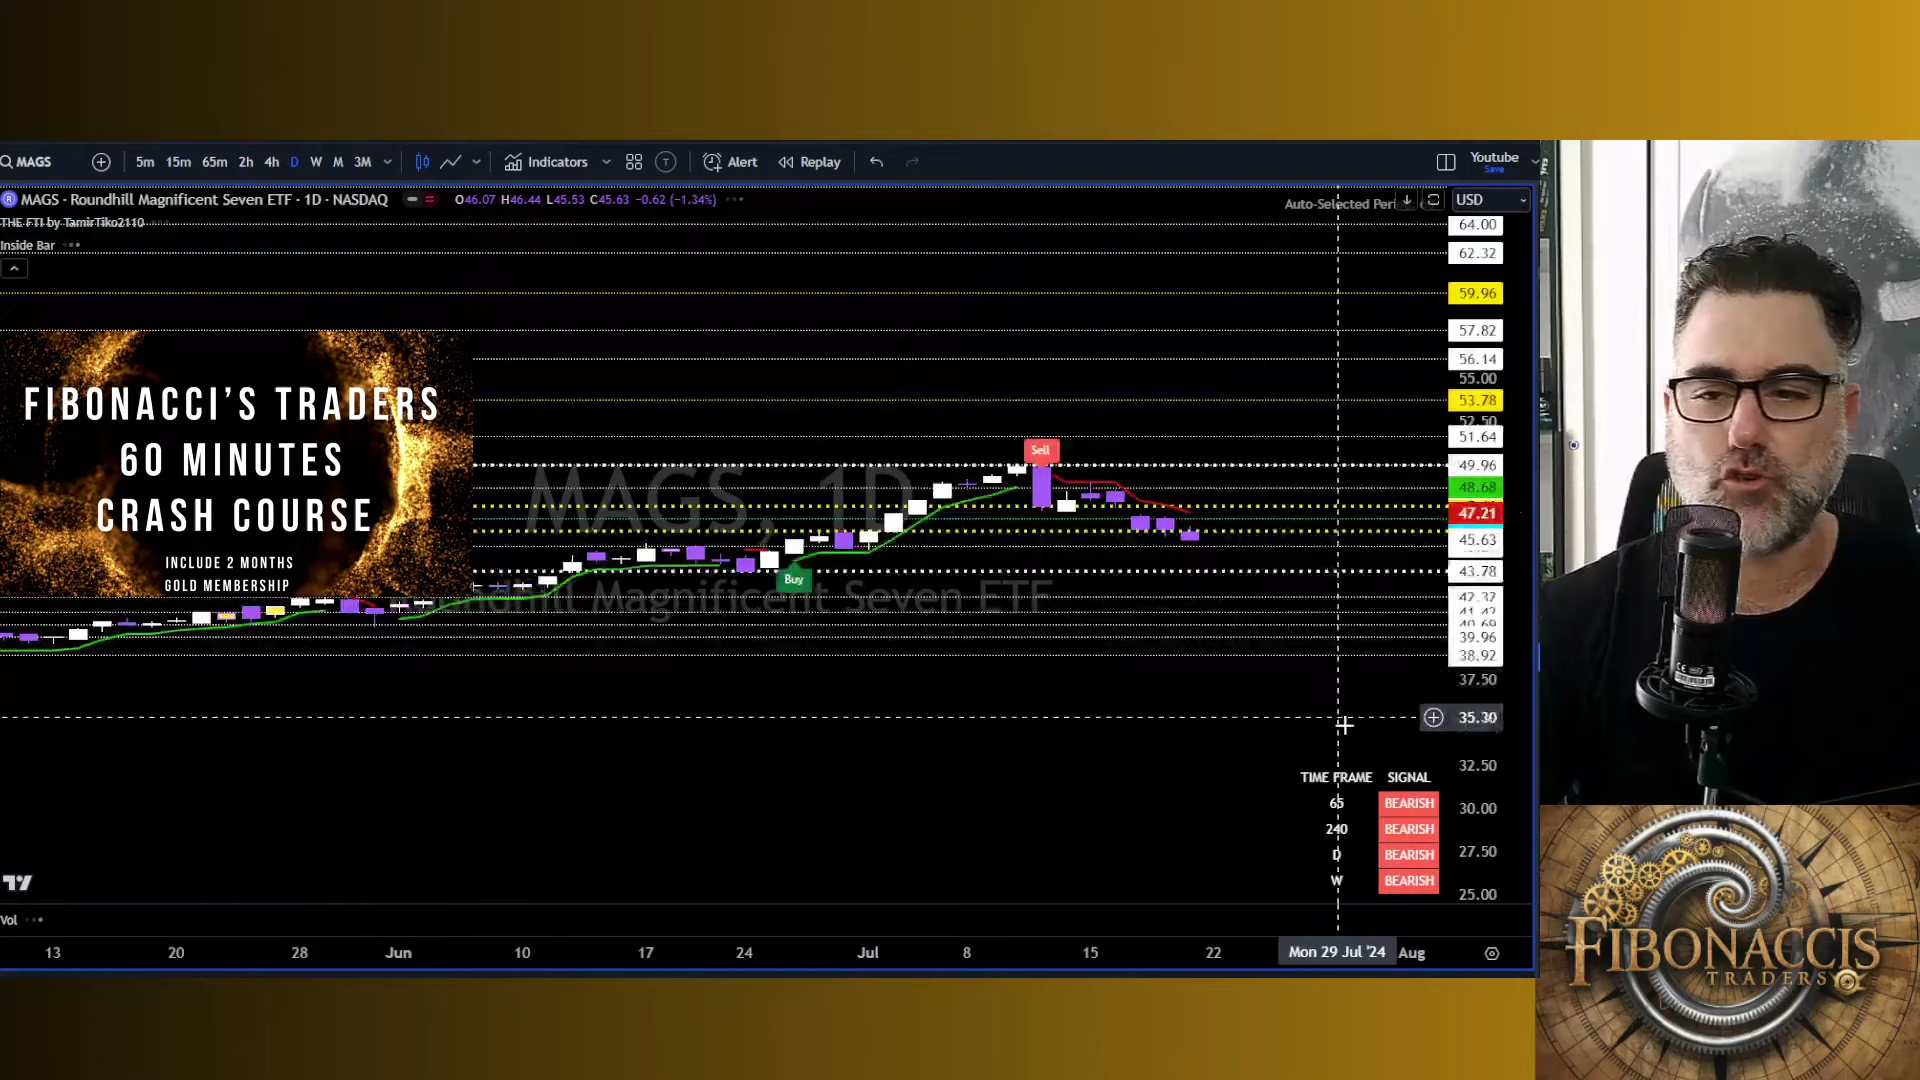 MAGS
5m 15m 65m 2h 4h D W M 3M
Indicators
Alert
Replay
Youtube
Save
MAGS · Roundhill Magnificent Seven ETF · 1D · NASDAQ
O46.07 H46.44 L45.53 C45.63 −0.62 (−1.34%)
Auto-Selected Peri
USD
THE FTI by TamirTiko2110
Inside Bar
64.00
62.32
59.96
57.82
56.14
55.00
53.78
52.50
51.64
49.96
48.68
47.21
45.63
43.78
42.37
39.96
38.92
37.50
35.30
32.50
30.00
27.50
25.00
FIBONACCI'S TRADERS
60 MINUTES
CRASH COURSE
INCLUDE 2 MONTHS
GOLD MEMBERSHIP
MAGS, 1D
Roundhill Magnificent Seven ETF
Sell
Buy
TIME FRAME SIGNAL
65 BEARISH
240 BEARISH
D BEARISH
W BEARISH
Vol
13 20 28 Jun 10 17 24 Jul 8 15 22 Mon 29 Jul '24 Aug
FIBONACCIS
TRADERS